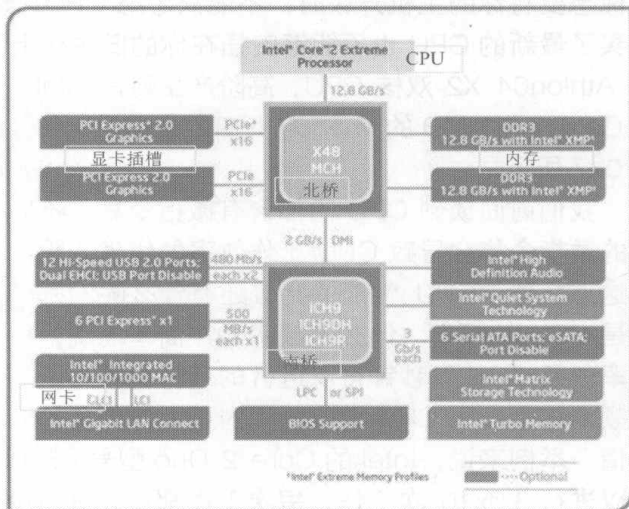 Intel® Core™2 Extreme
Processor
CPU
12.8 GB/s
PCI Express* 2.0
Graphics
PCIe*
x16
显卡插槽
PCI Express* 2.0
Graphics
PCIe
x16
X48
MCH
北桥
DDR3
12.8 GB/s with Intel® XMP¹
内存
DDR3
12.8 GB/s with Intel® XMP¹
2 GB/s DMI
12 Hi-Speed USB 2.0 Ports;
Dual EHCI; USB Port Disable
480 Mb/s
each x2
6 PCI Express* x1
500
MB/s
each x1
Intel® Integrated
10/100/1000 MAC
网卡
LCI
Intel® Gigabit LAN Connect
ICH9
ICH9DH
ICH9R
南桥
LPC or SPI
BIOS Support
Intel® High
Definition Audio
Intel® Quiet System
Technology
3
Gb/s
each
6 Serial ATA Ports; eSATA;
Port Disable
Intel® Matrix
Storage Technology
Intel® Turbo Memory
¹Intel® Extreme Memory Profiles
Optional